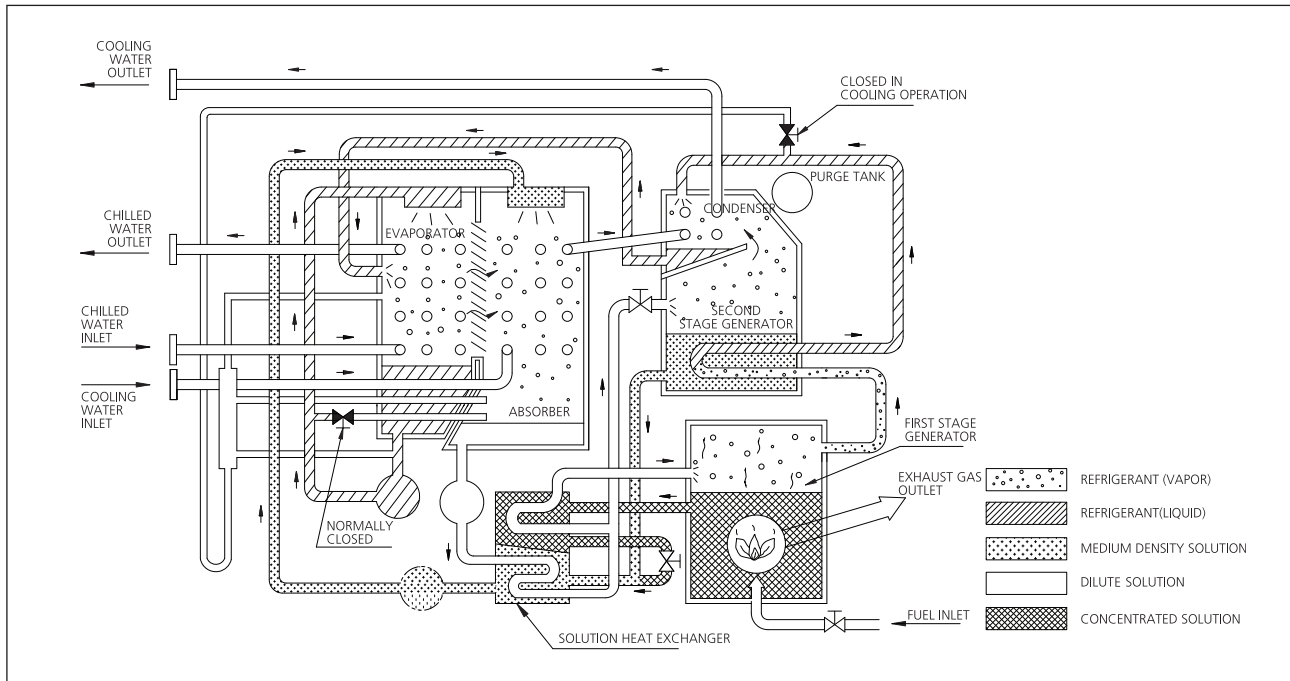 COOLING
WATER
OUTLET
CLOSED IN
COOLING OPERATION
PURGE TANK
CONDENSER
CHILLED
WATER
OUTLET
EVAPORATOR
SECOND
STAGE GENERATOR
CHILLED
WATER
INLET
COOLING
WATER
INLET
ABSORBER
FIRST STAGE
GENERATOR
EXHAUST GAS
OUTLET
NORMALLY
CLOSED
SOLUTION HEAT EXCHANGER
FUEL INLET
REFRIGERANT (VAPOR)
REFRIGERANT(LIQUID)
MEDIUM DENSITY SOLUTION
DILUTE SOLUTION
CONCENTRATED SOLUTION